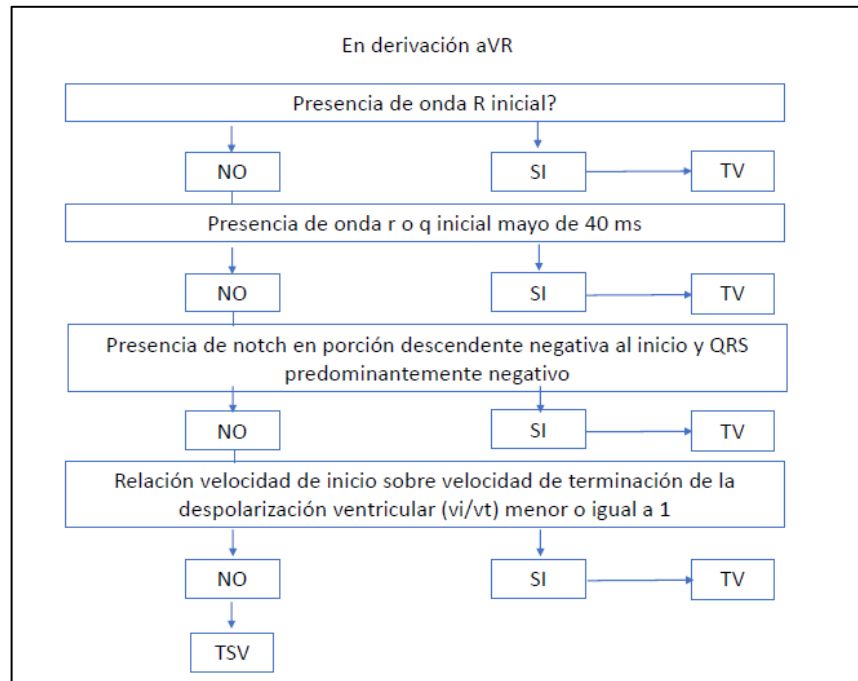 En derivación aVR
Presencia de onda R inicial?
NO
SI
TV
Presencia de onda r o q inicial mayo de 40 ms
NO
SI
TV
Presencia de notch en porción descendente negativa al inicio y QRS
predominantemente negativo
NO
SI
TV
Relación velocidad de inicio sobre velocidad de terminación de la
despolarización ventricular (vi/vt) menor o igual a 1
NO
SI
TV
TSV